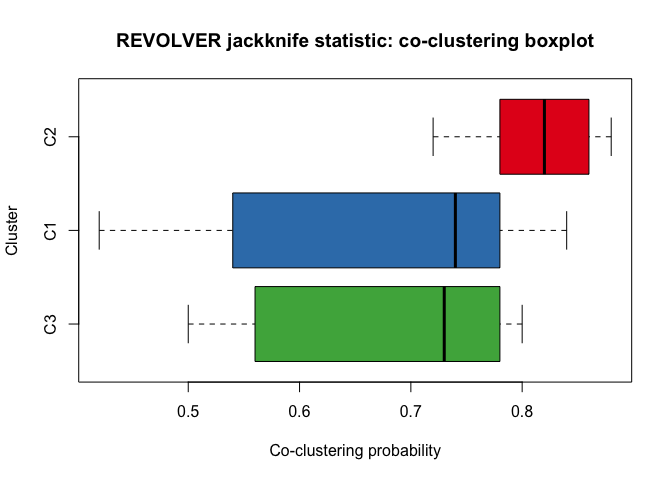 REVOLVER jackknife statistic: co-clustering boxplot
C2
C1
C3
Cluster
0.5 0.6 0.7 0.8
Co-clustering probability